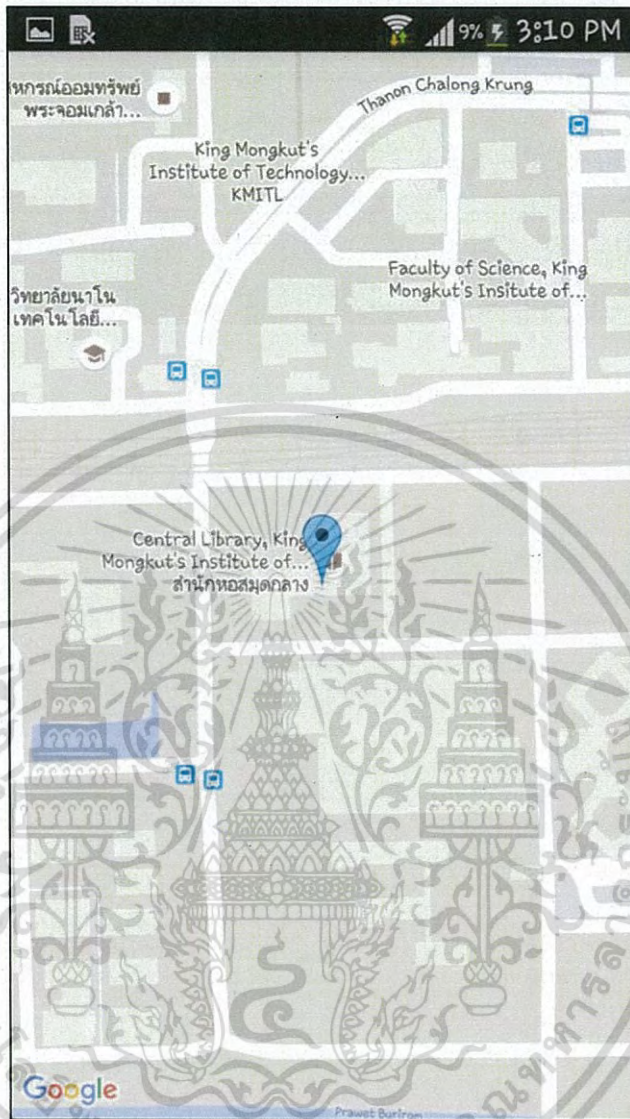 9% 3:10 PM
หกรณ์ออมทรัพย์
พระจอมเกล้า...
Thanon Chalong Krung
King Mongkut's
Institute of Technology...
KMITL
Faculty of Science, King
Mongkut's Insitute of...
วิทยาลัยนาโน
เทคโนโลยี...
Central Library, King
Mongkut's Institute of...
สำนักหอสมุดกลาง
Google
Prawet Burirom